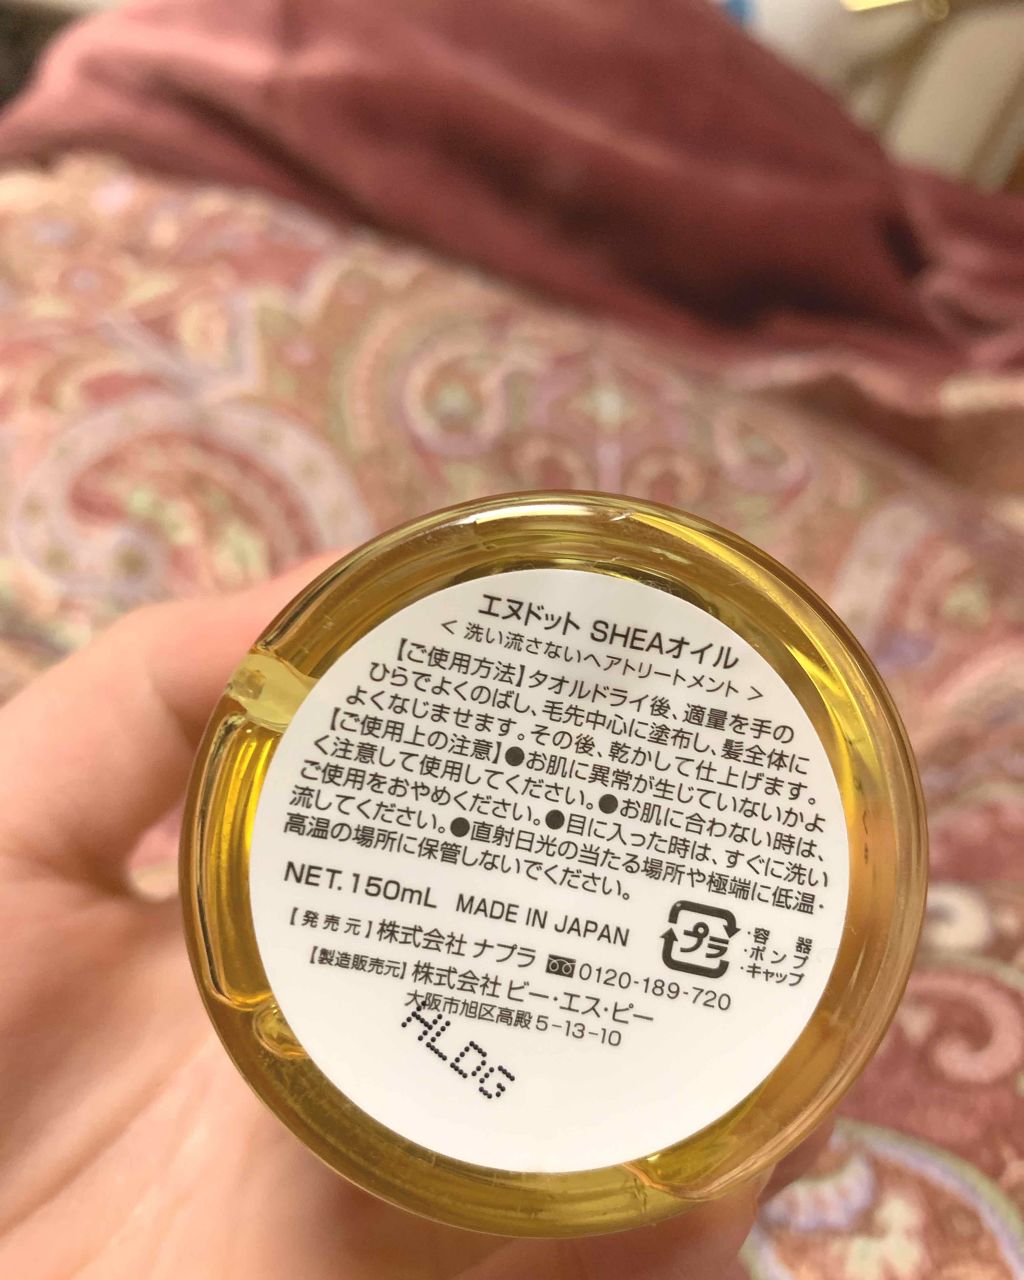 エヌドット SHEAオイル
< 洗い流さないヘアトリートメント >
【ご使用方法】タオルドライ後、適量を手の
ひらでよくのばし、毛先中心に塗布し、髪全体に
よくなじませます。その後、乾かして仕上げます。
【ご使用上の注意】●お肌に異常が生じていないかよ
く注意して使用してください。●お肌に合わない時は、
ご使用をおやめください。●目に入った時は、すぐに洗い
流してください。●直射日光の当たる場所や極端に低温・
高温の場所に保管しないでください。
NET.150mL MADE IN JAPAN
プラ
・容器
・ポンプ
・キャップ
【発売元】株式会社 ナプラ 0120-189-720
【製造販売元】株式会社 ビー・エス・ピー
大阪市旭区高殿5-13-10
HLDG